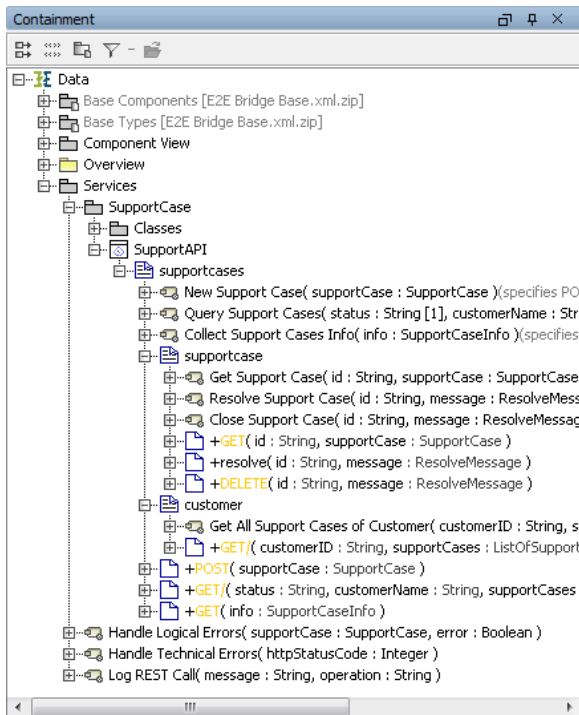 Containment
Data
Base Components [E2E Bridge Base.xml.zip]
Base Types [E2E Bridge Base.xml.zip]
Component View
Overview
Services
SupportCase
Classes
SupportAPI
supportcases
New Support Case( supportCase : SupportCase )(specifies PO
Query Support Cases( status : String [1], customerName : Str
Collect Support Cases Info( info : SupportCaseInfo )(specifies
supportcase
Get Support Case( id : String, supportCase : SupportCase
Resolve Support Case( id : String, message : ResolveMess
Close Support Case( id : String, message : ResolveMessag
+GET( id : String, supportCase : SupportCase )
+resolve( id : String, message : ResolveMessage )
+DELETE( id : String, message : ResolveMessage )
customer
Get All Support Cases of Customer( customerID : String, s
+GET/( customerID : String, supportCases : ListOfSupport
+POST( supportCase : SupportCase )
+GET/( status : String, customerName : String, supportCases
+GET( info : SupportCaseInfo )
Handle Logical Errors( supportCase : SupportCase, error : Boolean )
Handle Technical Errors( httpStatusCode : Integer )
Log REST Call( message : String, operation : String )